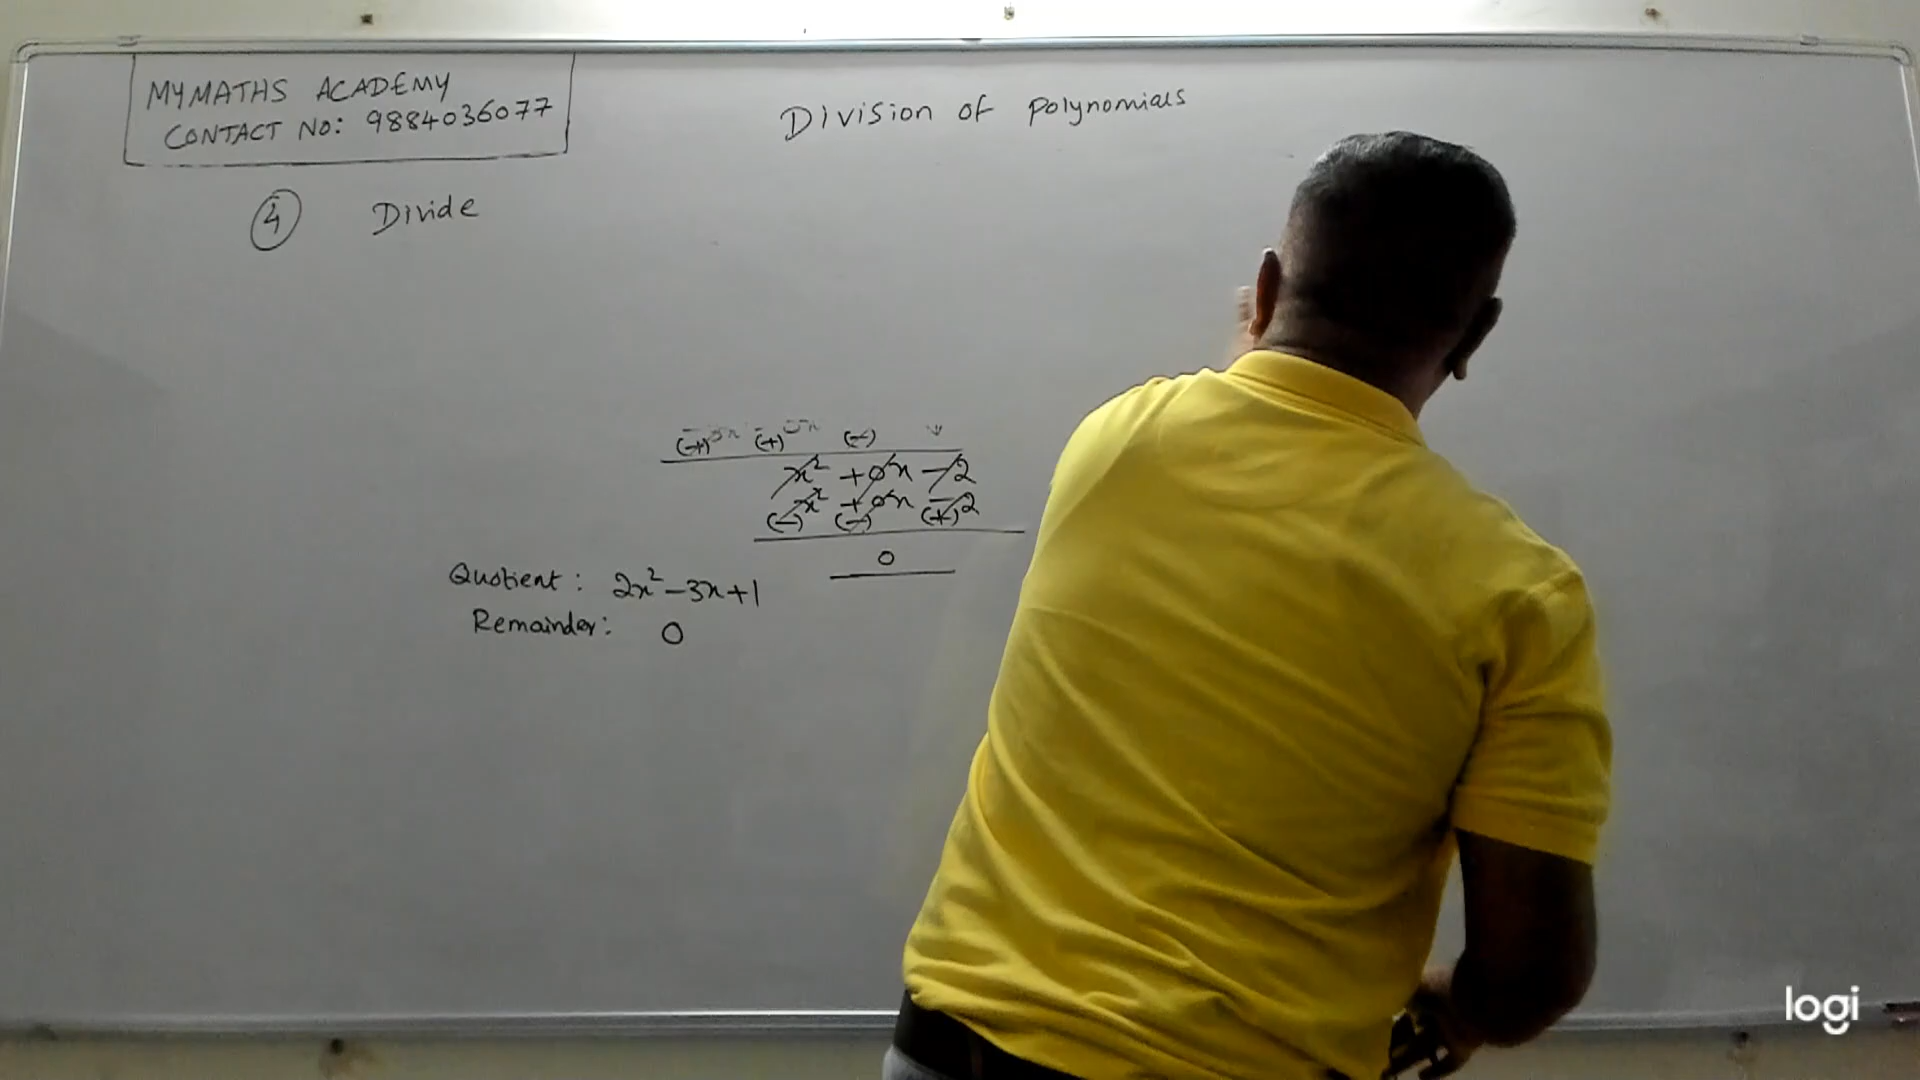 MYMATHS ACADEMY
CONTACT NO: 9884036077
Division of polynomials
④ Divide
(+) (+) (-)
x² + 0x - 2
x² + 0x - 2
(-) (-) (+)
0
Quotient: 2x² - 3x + 1
Remainder: 0
logi